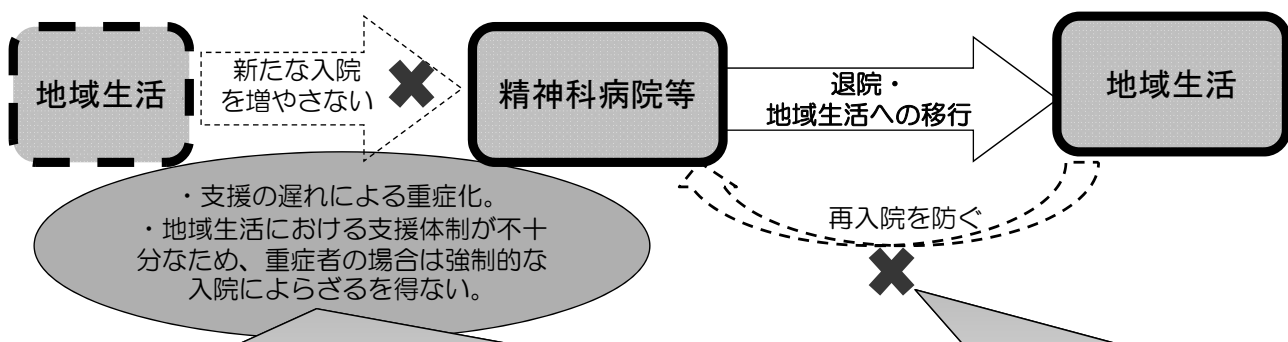 地域生活
新たな入院
を増やさない
精神科病院等
退院・
地域生活への移行
地域生活
・支援の遅れによる重症化。
・地域生活における支援体制が不十
分なため、重症者の場合は強制的な
入院によらざるを得ない。
再入院を防ぐ